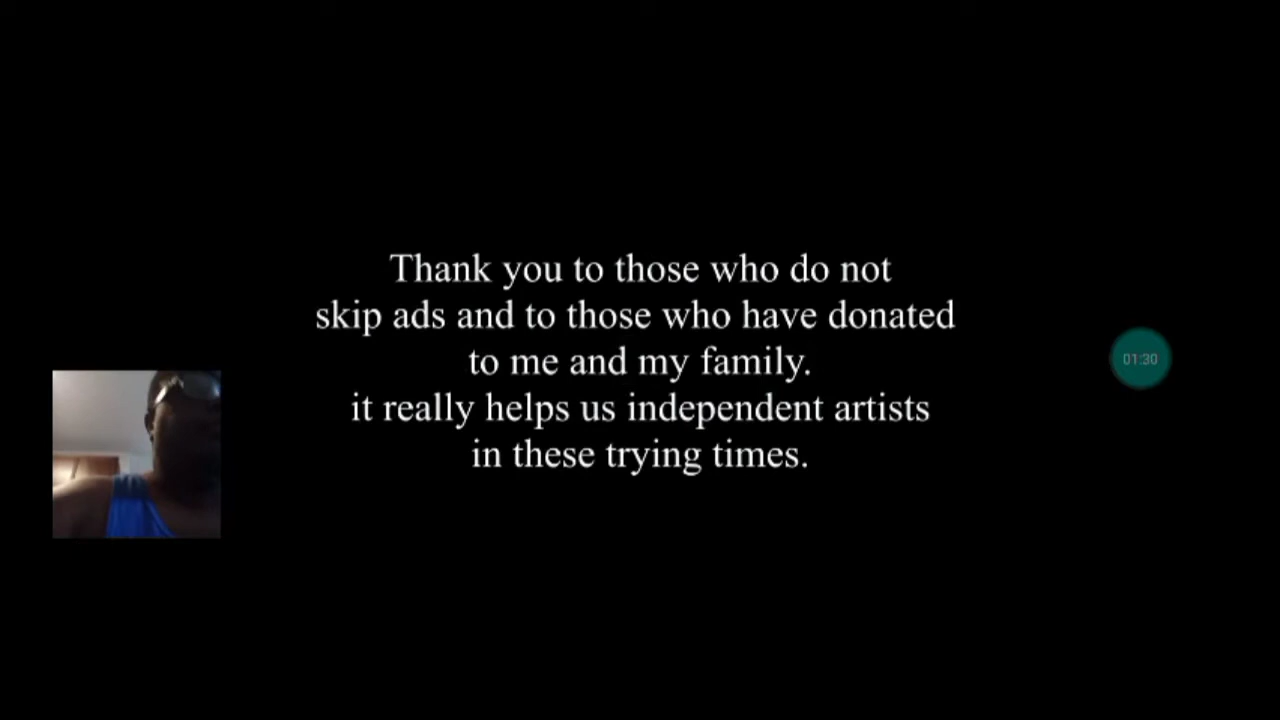 Thank you to those who do not
skip ads and to those who have donated
to me and my family.
it really helps us independent artists
in these trying times.
01:30